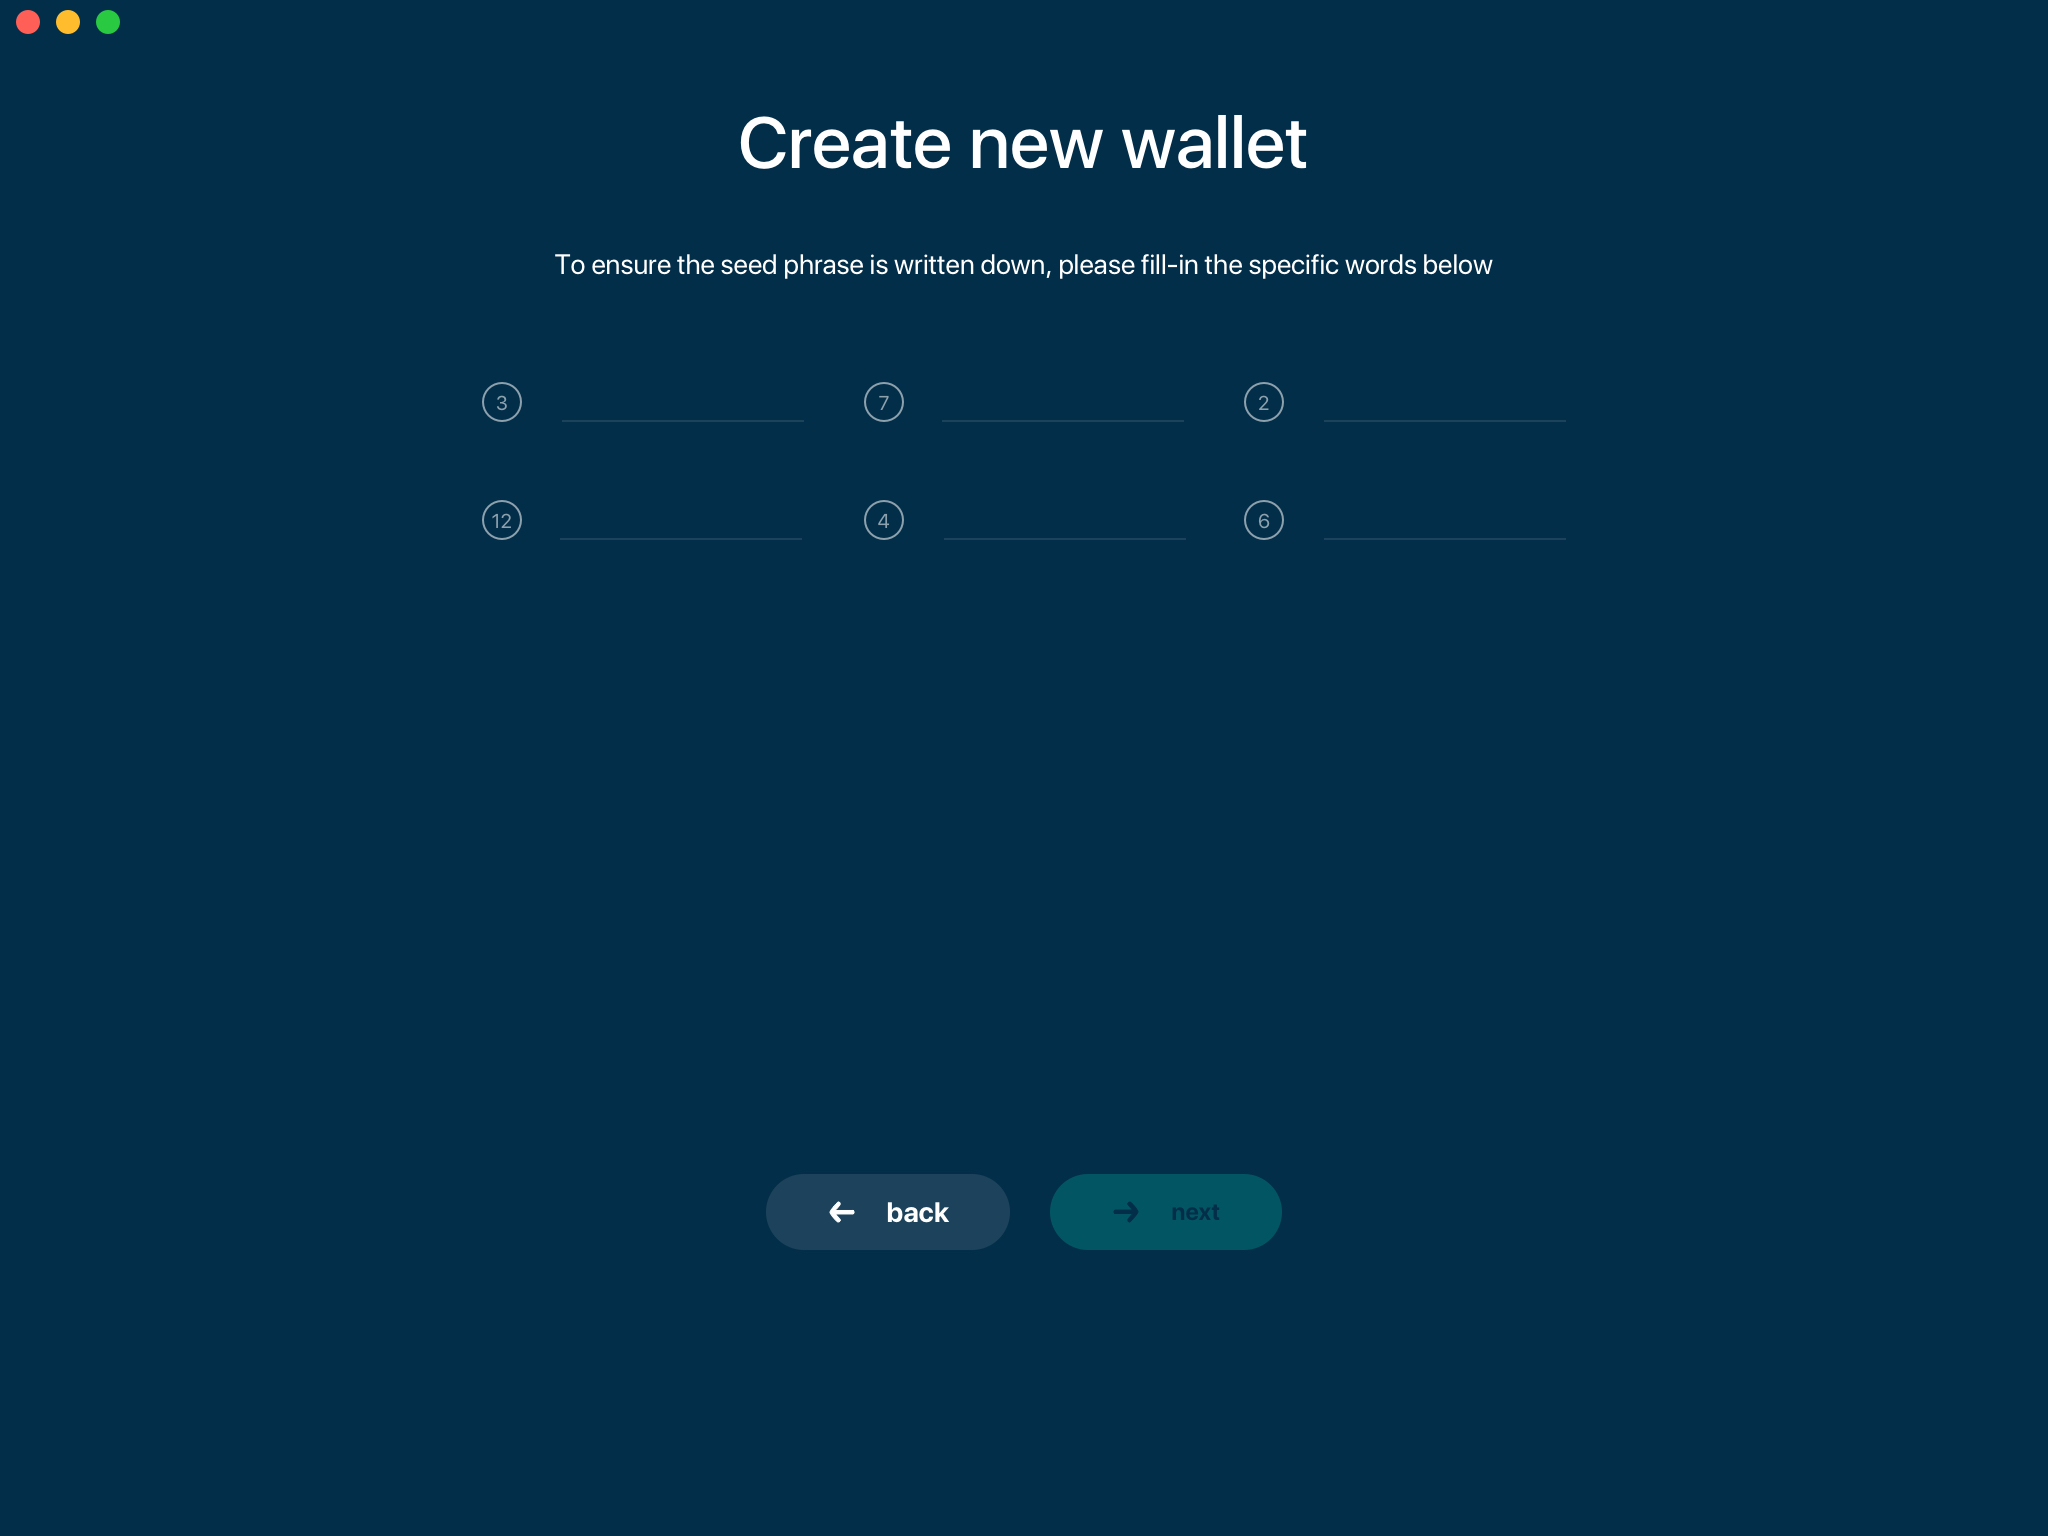 Create new wallet
To ensure the seed phrase is written down, please fill-in the specific words below
3 7 2
12 4 6
back next